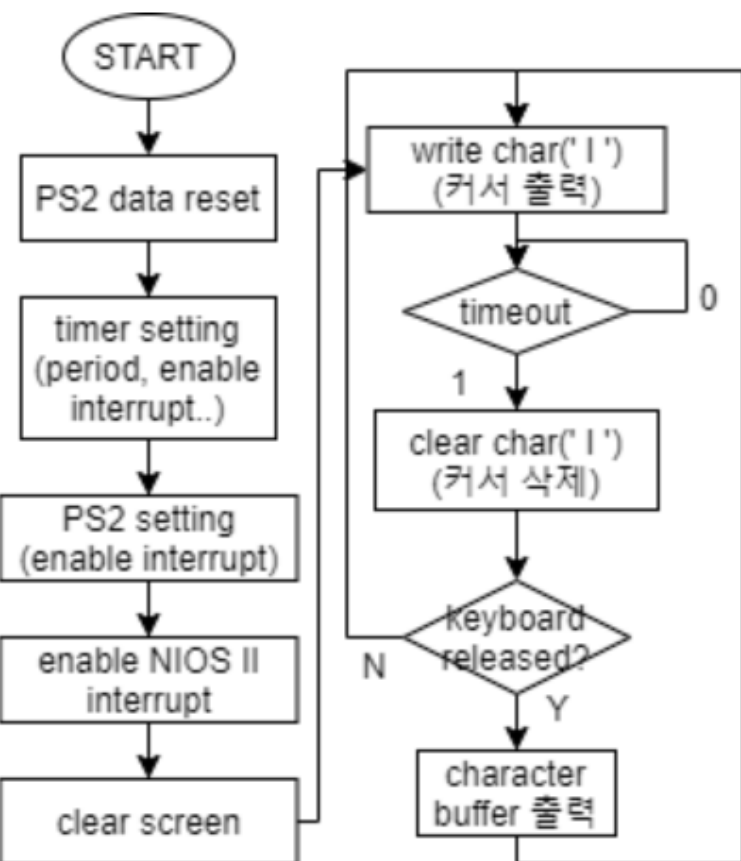 START
PS2 data reset
timer setting
(period, enable
interrupt..)
PS2 setting
(enable interrupt)
enable NIOS II
interrupt
clear screen
write char(' I ')
(커서 출력)
timeout
0
1
clear char(' I ')
(커서 삭제)
keyboard
released?
N
Y
character
buffer 출력